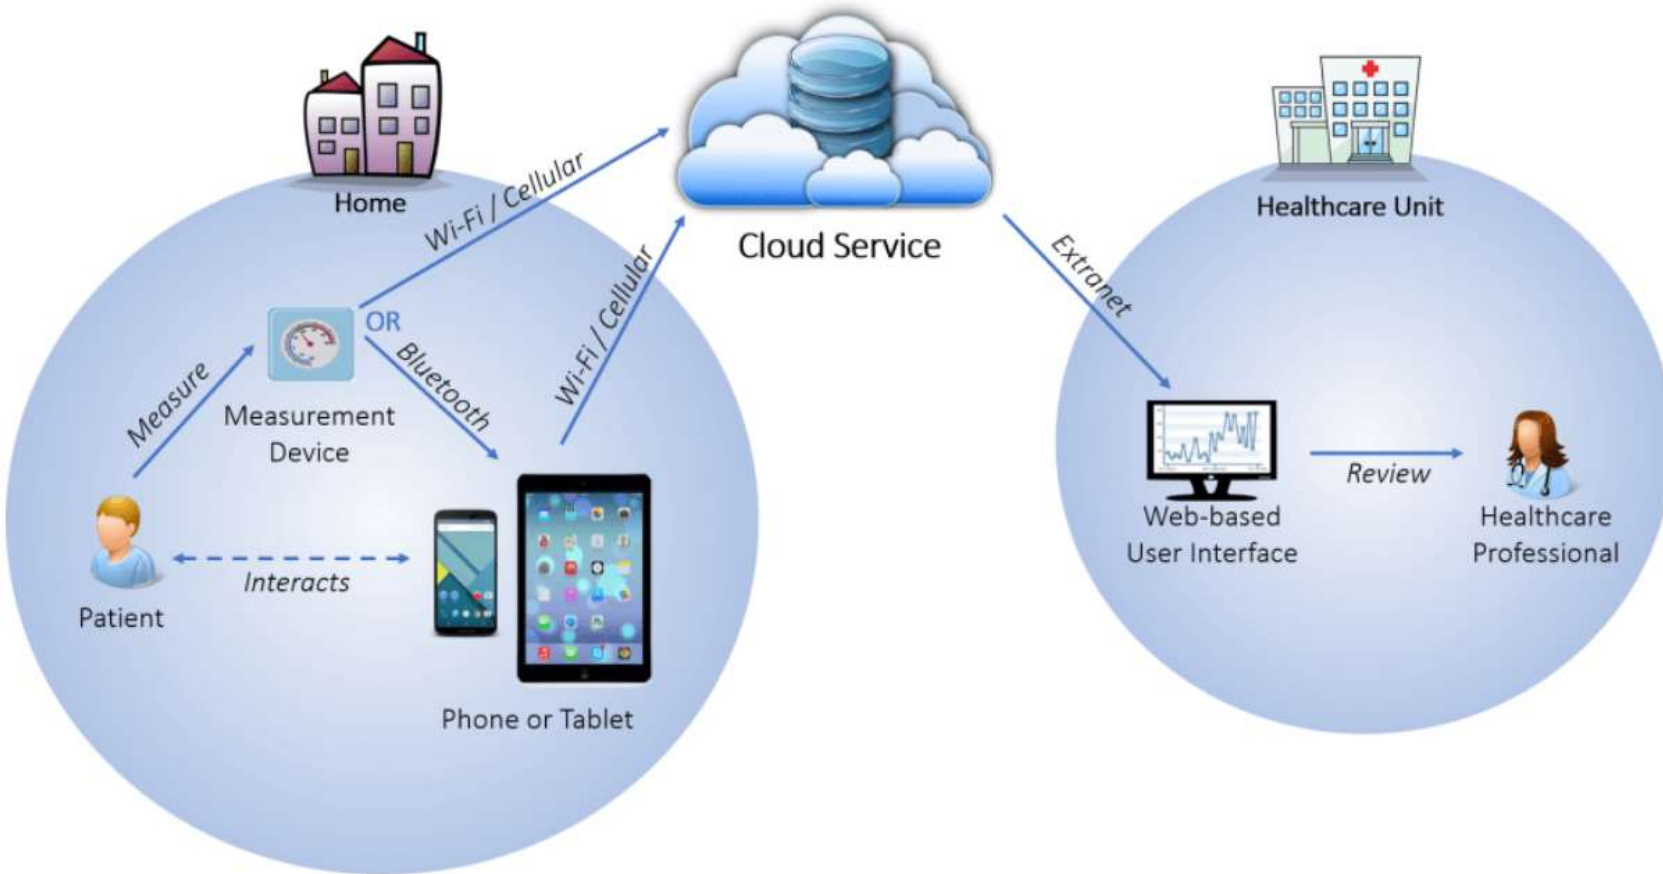 Home
Wi-Fi / Cellular
Cloud Service
Healthcare Unit
OR
Measure
Measurement
Device
Bluetooth
Wi-Fi / Cellular
Extranet
Interacts
Patient
Phone or Tablet
Web-based
User Interface
Review
Healthcare
Professional